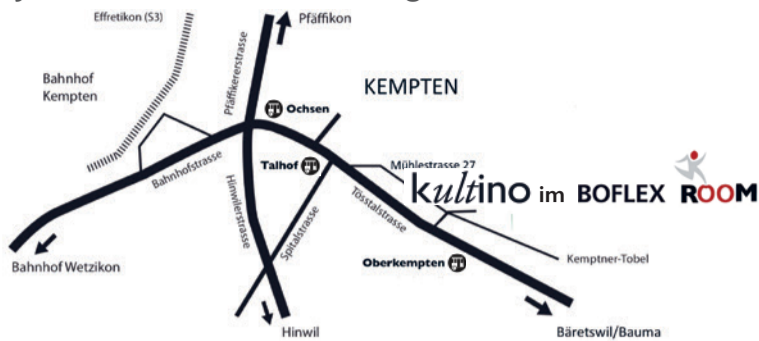 Effretikon (S3)
Pfäffikon
Pfäffikererstrasse
Bahnhof
Kempten
KEMPTEN
Ochsen
Bahnhofstrasse
Talhof
Mühlestrasse 27
kultino im BOFLEX ROOM
Hinwilerstrasse
Spitalstrasse
Tösstalstrasse
Bahnhof Wetzikon
Oberkempten
Kemptner-Tobel
Hinwil
Bäretswil/Bauma